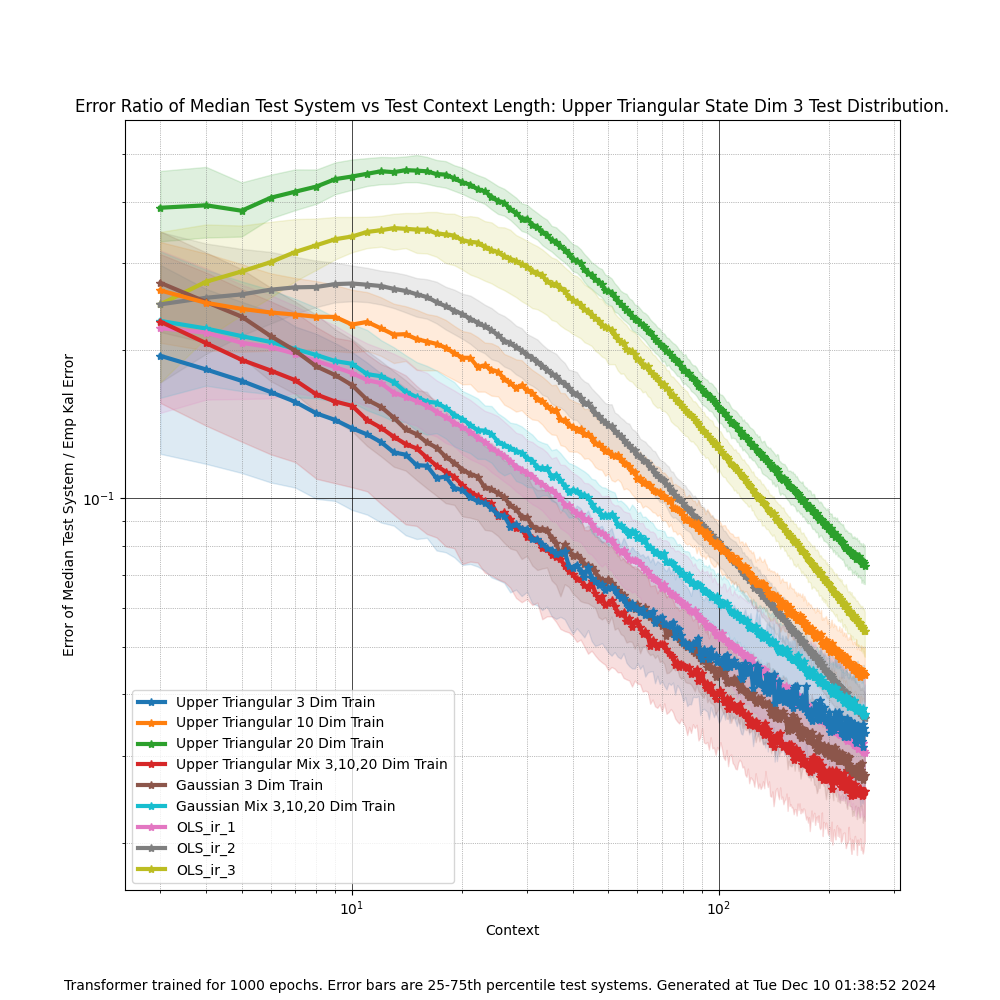 Error Ratio of Median Test System vs Test Context Length: Upper Triangular State Dim 3 Test Distribution.
Error of Median Test System / Emp Kal Error
10⁻¹
Upper Triangular 3 Dim Train
Upper Triangular 10 Dim Train
Upper Triangular 20 Dim Train
Upper Triangular Mix 3,10,20 Dim Train
Gaussian 3 Dim Train
Gaussian Mix 3,10,20 Dim Train
OLS_ir_1
OLS_ir_2
OLS_ir_3
10¹ 10²
Context
Transformer trained for 1000 epochs. Error bars are 25-75th percentile test systems. Generated at Tue Dec 10 01:38:52 2024